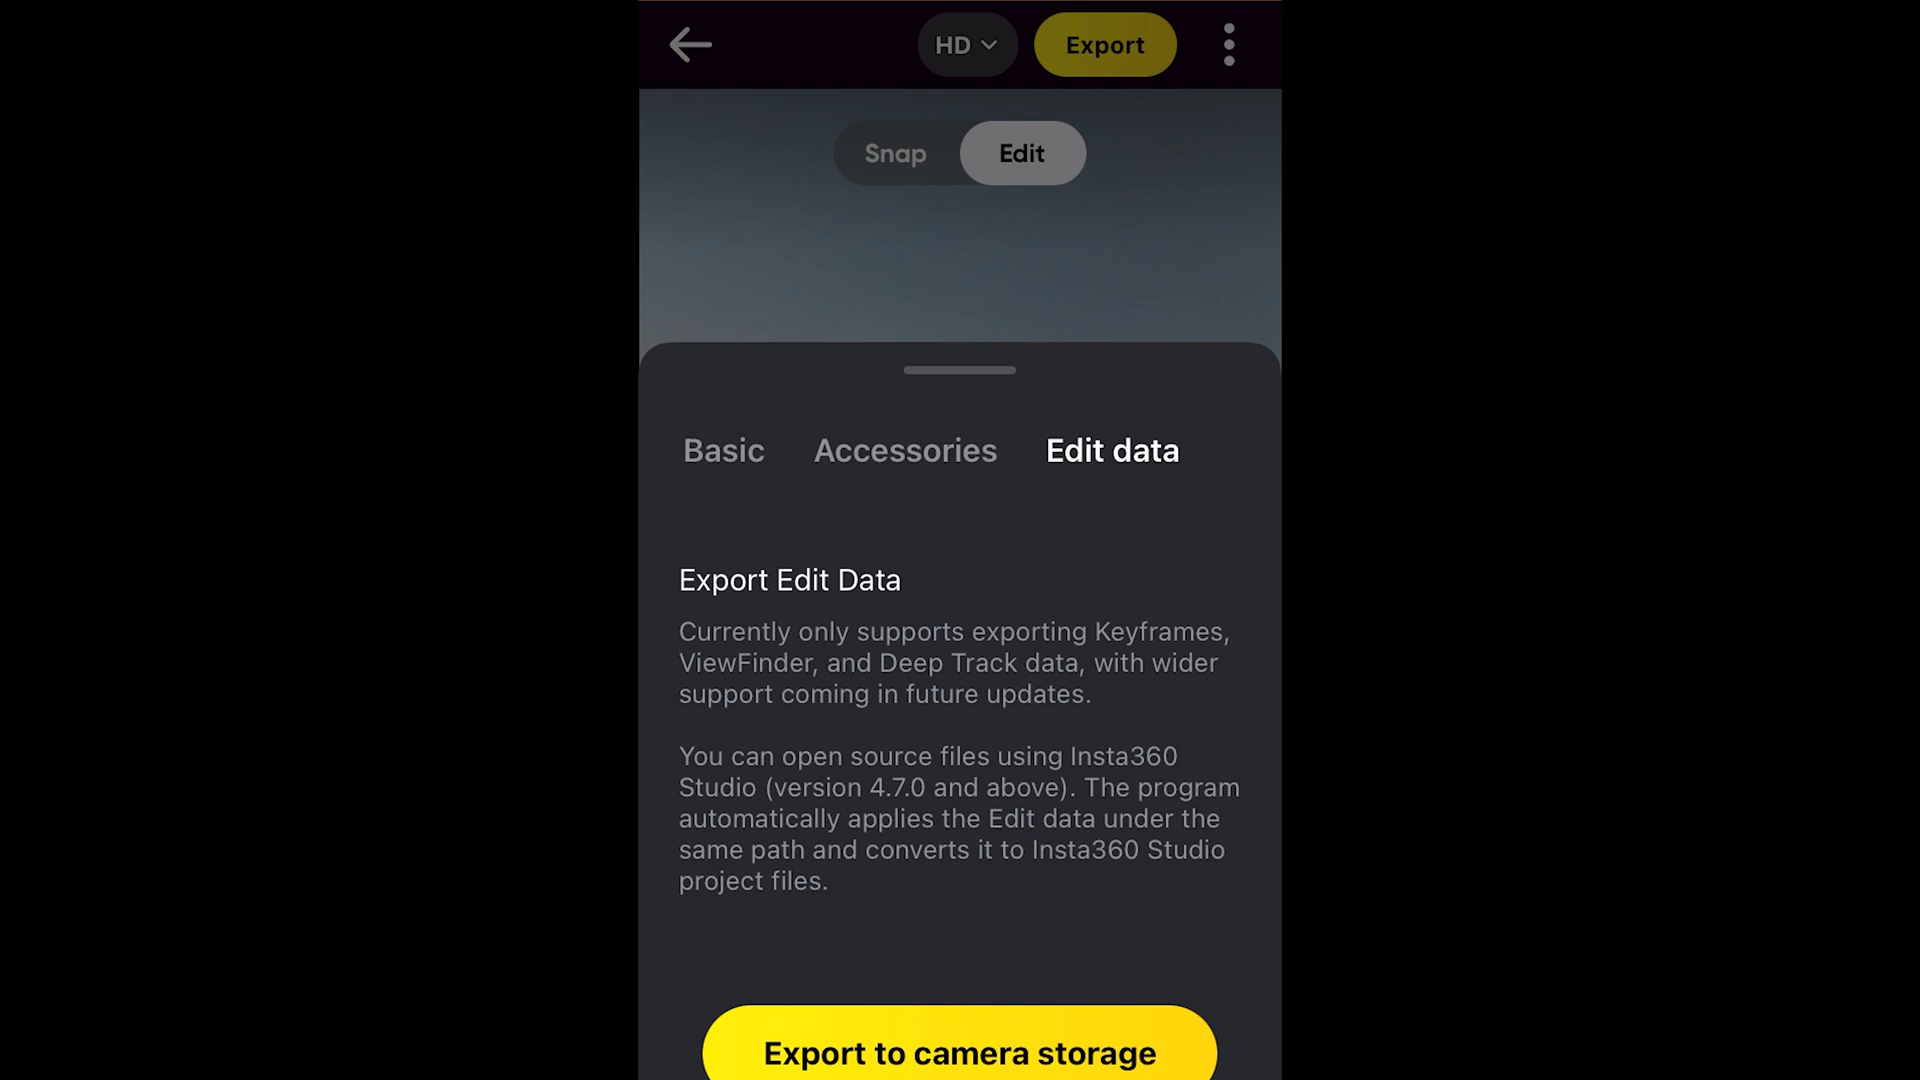 HD
Export
Snap
Edit
Basic
Accessories
Edit data
Export Edit Data
Currently only supports exporting Keyframes,
ViewFinder, and Deep Track data, with wider
support coming in future updates.
You can open source files using Insta360
Studio (version 4.7.0 and above). The program
automatically applies the Edit data under the
same path and converts it to Insta360 Studio
project files.
Export to camera storage